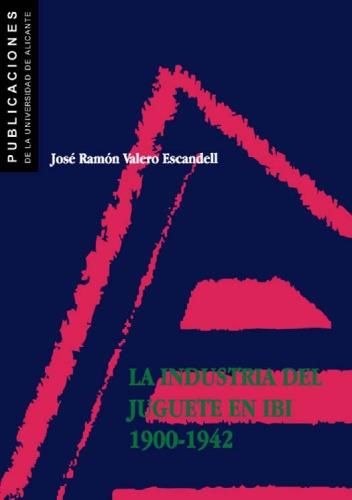 PUBLICACIONES
DE LA UNIVERSIDAD DE ALICANTE
José Ramón Valero Escandell
LA INDUSTRIA DEL
JUGUETE EN IBI
1900-1942